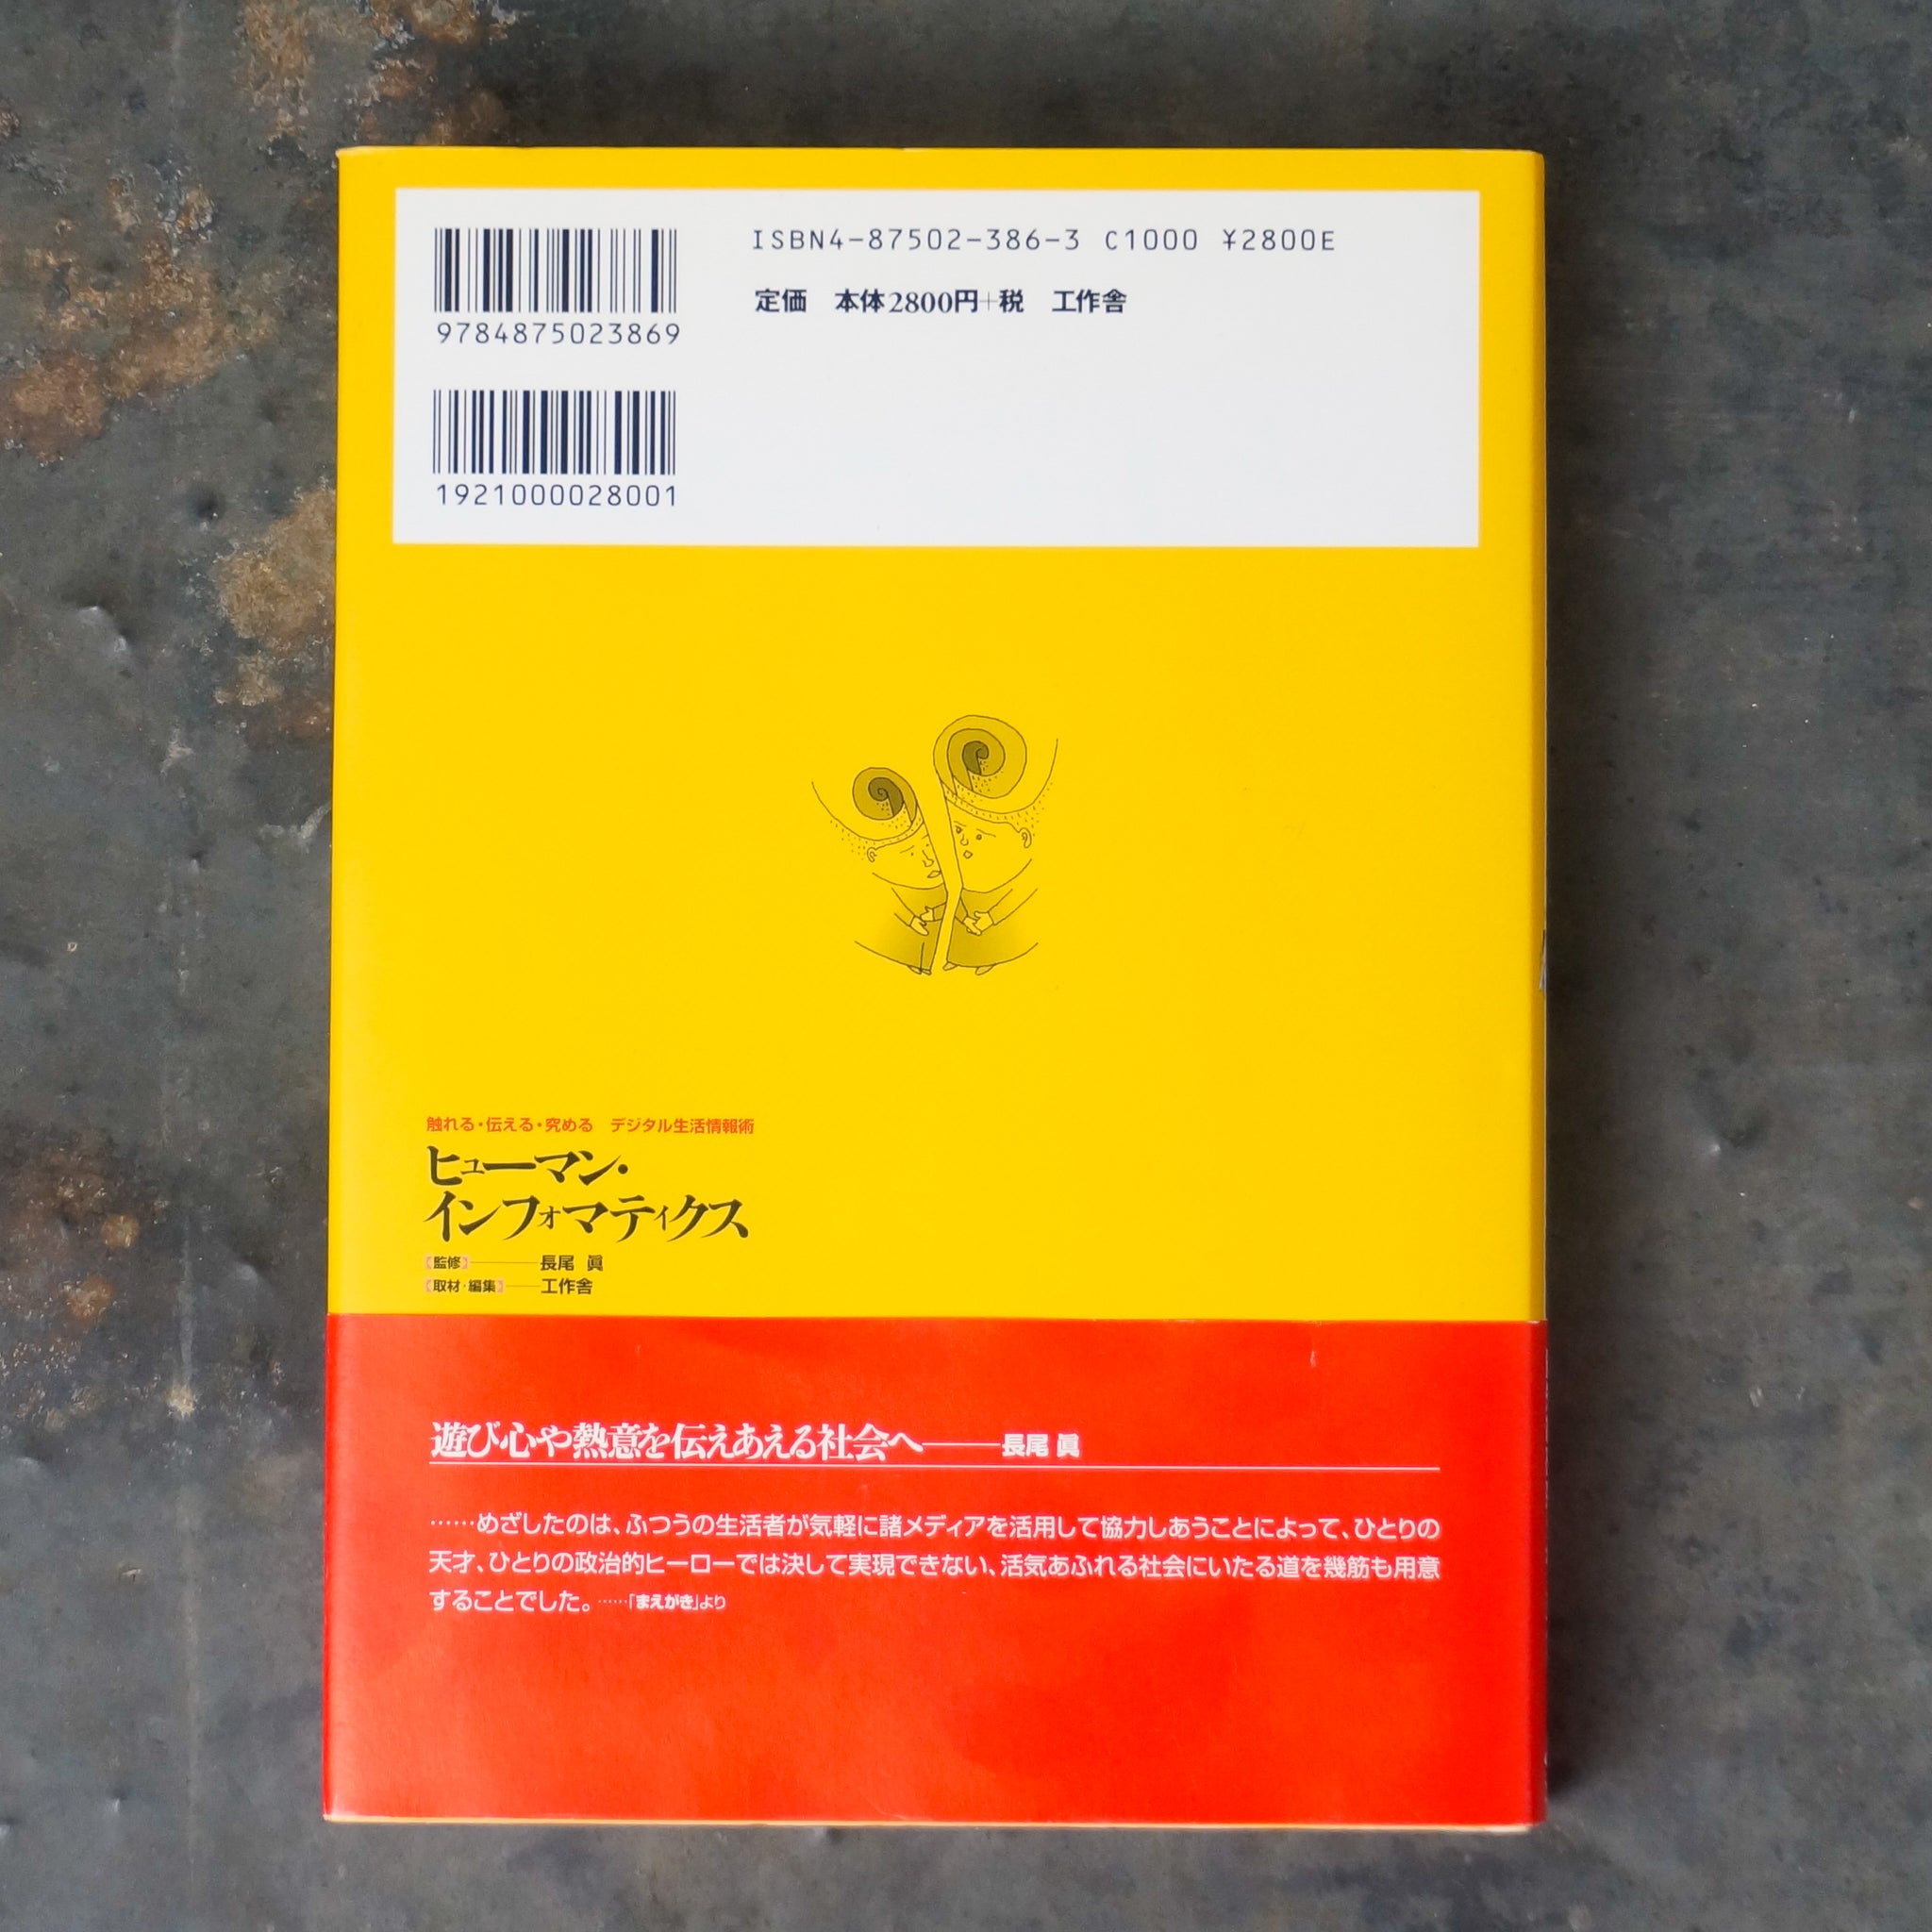 ISBN4-87502-386-3 C1000 ¥2800E
定価 本体2800円+税 工作舎
9784875023869
1921000028001
触れる・伝える・究める デジタル生活情報術
ヒューマン・
インフォマティクス
【監修】――長尾 眞
【取材・編集】――工作舎
遊び心や熱意を伝えあえる社会へ――長尾 眞
……めざしたのは、ふつうの生活者が気軽に諸メディアを活用して協力しあうことによって、ひとりの
天才、ひとりの政治的ヒーローでは決して実現できない、活気あふれる社会にいたる道を幾筋も用意
することでした。……「まえがき」より